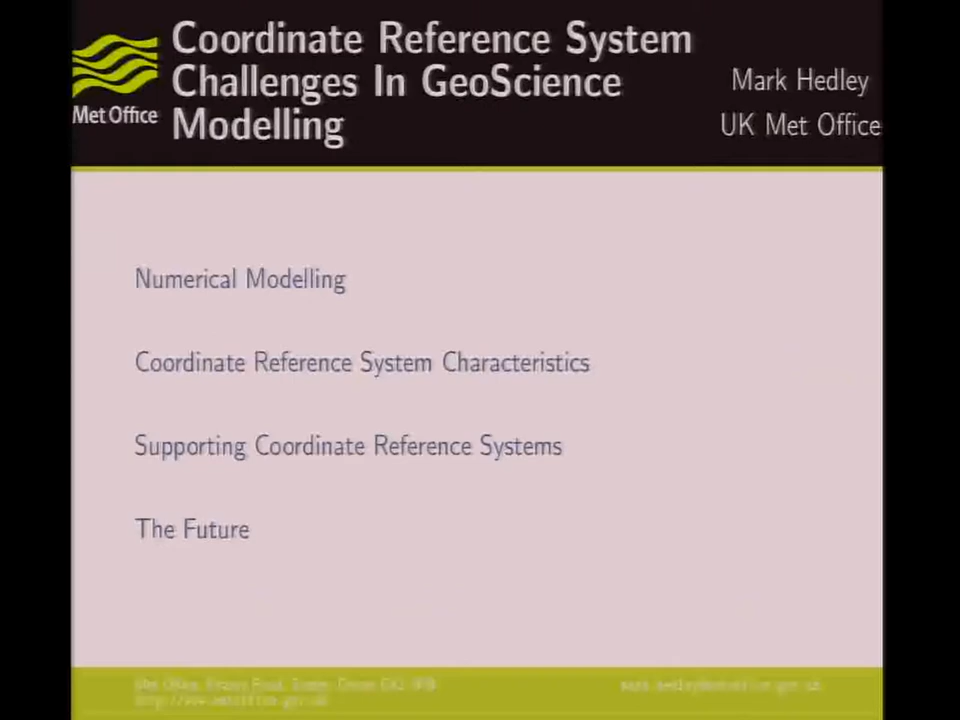 Coordinate Reference System
Challenges In GeoScience
Modelling
Met Office
Mark Hedley
UK Met Office
Numerical Modelling
Coordinate Reference System Characteristics
Supporting Coordinate Reference Systems
The Future